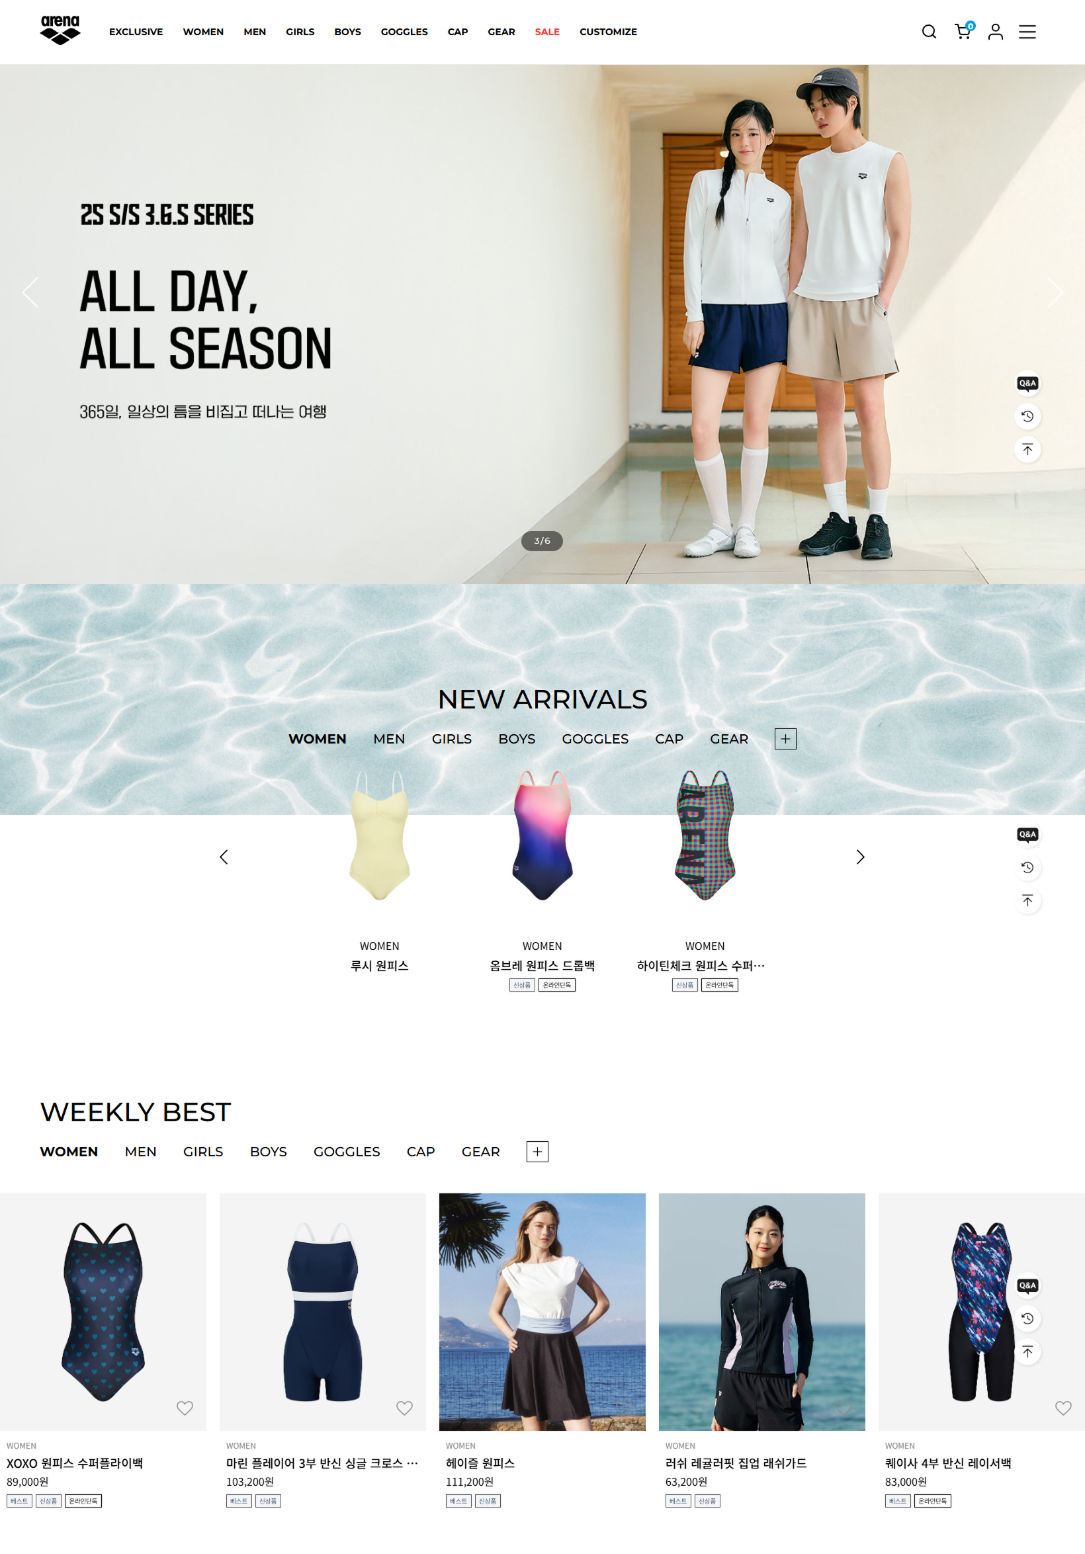 arena
EXCLUSIVE WOMEN MEN GIRLS BOYS GOGGLES CAP GEAR SALE CUSTOMIZE
0
25 S/S 3.6.5 SERIES
ALL DAY,
ALL SEASON
365일, 일상의 틈을 비집고 떠나는 여행
Q&A
3/6
NEW ARRIVALS
WOMEN MEN GIRLS BOYS GOGGLES CAP GEAR +
ARENA
Q&A
WOMEN WOMEN WOMEN
루시 원피스 옴브레 원피스 드롭백 하이틴체크 원피스 수퍼…
신상품 온라인단독 신상품 온라인단독
WEEKLY BEST
WOMEN MEN GIRLS BOYS GOGGLES CAP GEAR +
Q&A
WOMEN WOMEN WOMEN WOMEN WOMEN
XOXO 원피스 수퍼플라이백 마린 플레이어 3부 반신 싱글 크로스 … 헤이즐 원피스 러쉬 레귤러핏 집업 래쉬가드 퀘이사 4부 반신 레이서백
89,000원 103,200원 111,200원 63,200원 83,000원
베스트 신상품 온라인단독 베스트 신상품 베스트 신상품 베스트 신상품 베스트 온라인단독